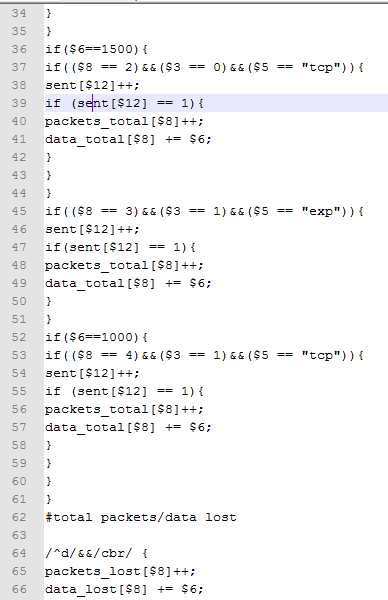 34 }
35 }
36 if($6==1500){
37 if(($8 == 2)&&($3 == 0)&&($5 == "tcp")){
38 sent[$12]++;
39 if (sent[$12] == 1){
40 packets_total[$8]++;
41 data_total[$8] += $6;
42 }
43 }
44 }
45 if(($8 == 3)&&($3 == 1)&&($5 == "exp")){
46 sent[$12]++;
47 if(sent[$12] == 1){
48 packets_total[$8]++;
49 data_total[$8] += $6;
50 }
51 }
52 if($6==1000){
53 if(($8 == 4)&&($3 == 1)&&($5 == "tcp")){
54 sent[$12]++;
55 if (sent[$12] == 1){
56 packets_total[$8]++;
57 data_total[$8] += $6;
58 }
59 }
60 }
61 }
62 #total packets/data lost
63
64 /^d/&&/cbr/ {
65 packets_lost[$8]++;
66 data_lost[$8] += $6;